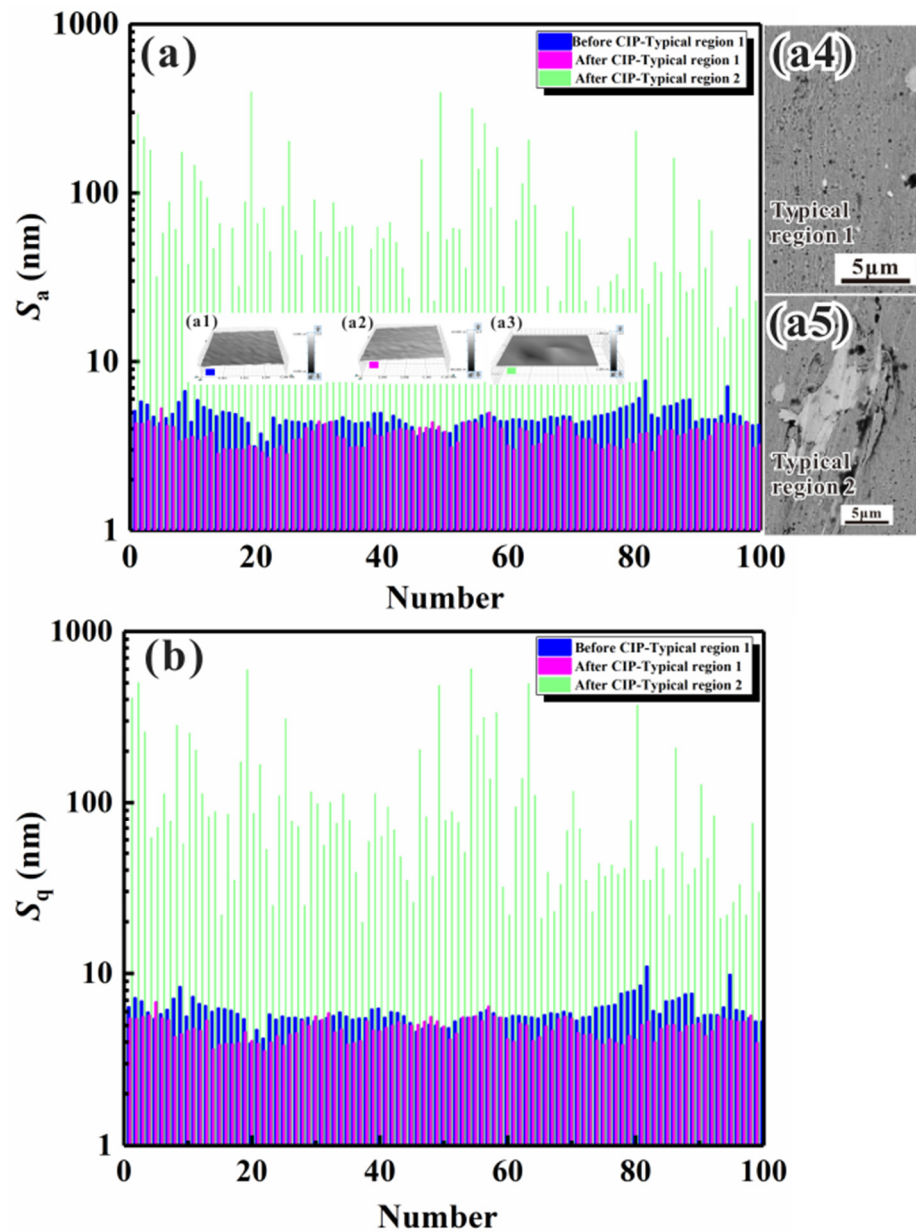 1000
(a)
Before CIP-Typical region 1
After CIP-Typical region 1
After CIP-Typical region 2
(a4)
100
Typical
region 1
5μm
Sa (nm)
(a1)
(a2)
(a3)
(a5)
10
Typical
region 2
5μm
1
0 20 40 60 80 100
Number
1000
(b)
Before CIP-Typical region 1
After CIP-Typical region 1
After CIP-Typical region 2
100
Sq (nm)
10
1
0 20 40 60 80 100
Number